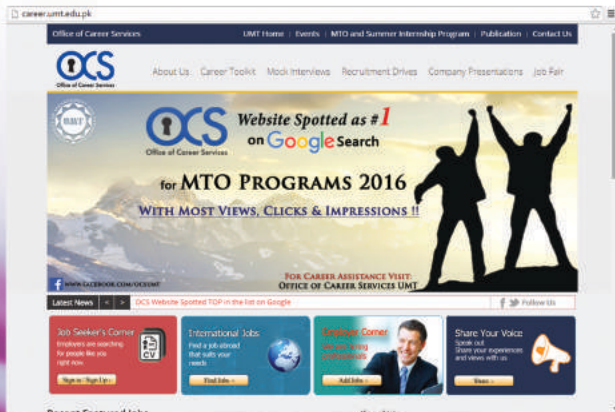 career.umt.edu.pk
Office of Career Services
UMT Home | Events | MTO and Summer Internship Program | Publication | Contact Us
OCS
Office of Career Services
About Us Career Toolkit Mock Interviews Recruitment Drives Company Presentations Job Fair
UMT
OCS
Office of Career Services
Website Spotted as #1
on Google Search
for MTO PROGRAMS 2016
WITH MOST VIEWS, CLICKS & IMPRESSIONS !!
WWW.FACEBOOK.COM/OCSUMT
FOR CAREER ASSISTANCE VISIT:
OFFICE OF CAREER SERVICES UMT
Latest News < > OCS Website Spotted TOP in the list on Google
Follow Us
Job Seeker's Corner
Employers are searching
for people like you
right now.
CV
Sign in / Sign Up »
International Jobs
Find a job abroad
that suits your
needs
Find Jobs »
Employer Corner
professionals
Add Jobs »
Share Your Voice
Speak out
Share your experiences
and views with us
Share »
Recent Featured Jobs